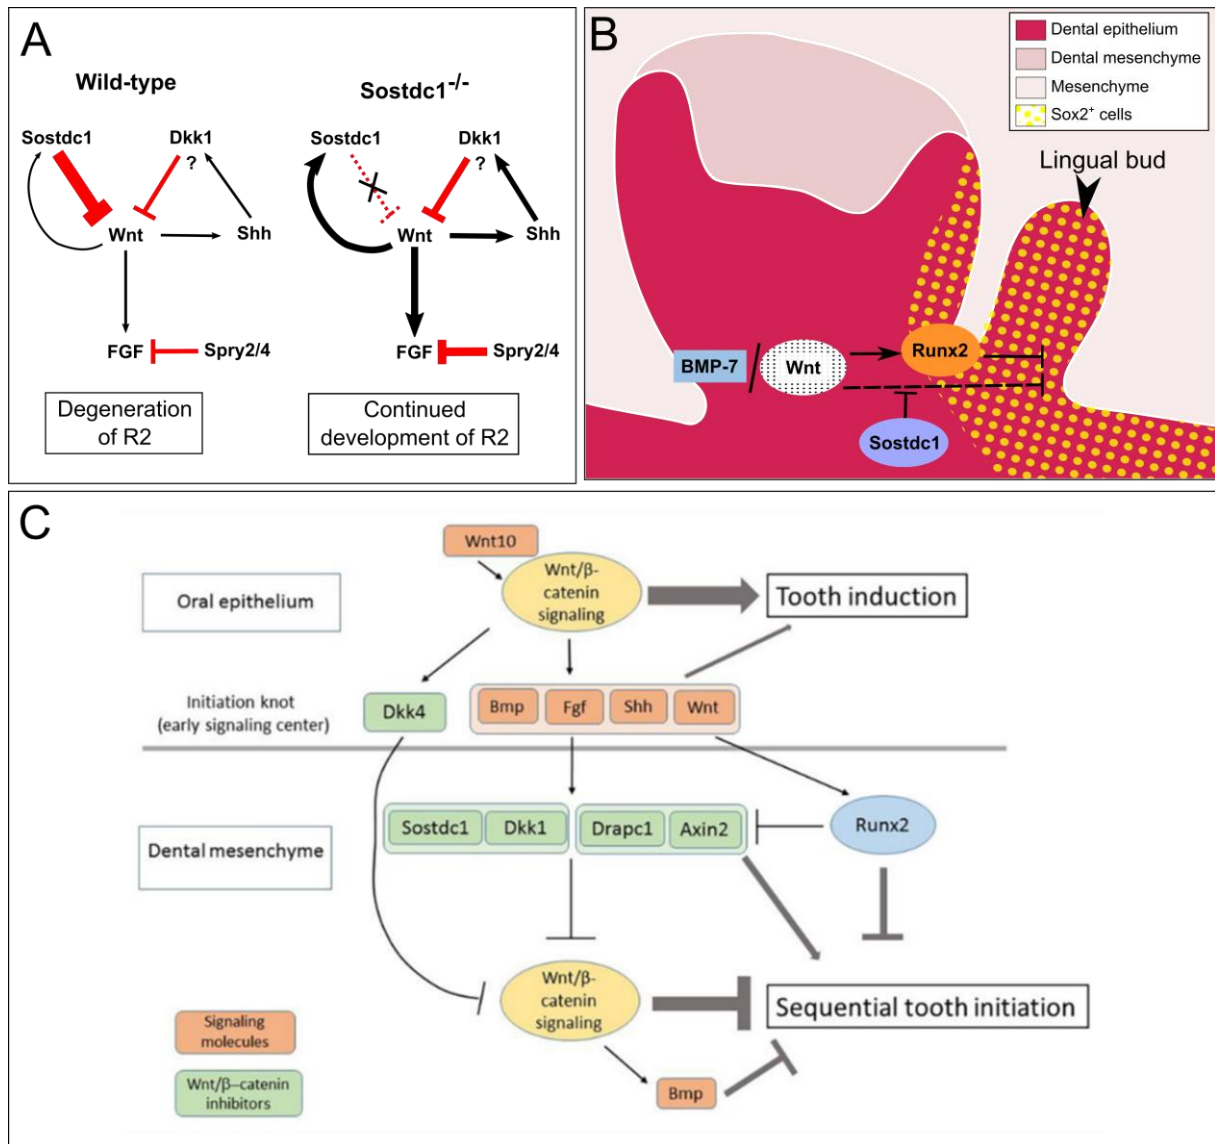 A
Wild-type
Sostdc1
Dkk1
?
Wnt
Shh
FGF
Spry2/4
Degeneration
of R2
Sostdc1-/-
Sostdc1
Dkk1
?
Wnt
Shh
FGF
Spry2/4
Continued
development of R2
B
Dental epithelium
Dental mesenchyme
Mesenchyme
Sox2+ cells
Lingual bud
BMP-7
Wnt
Runx2
Sostdc1
C
Wnt10
Oral epithelium
Wnt/β-
catenin
signaling
Tooth induction
Initiation knot
(early signaling center)
Dkk4
Bmp
Fgf
Shh
Wnt
Dental mesenchyme
Sostdc1
Dkk1
Drapc1
Axin2
Runx2
Wnt/β-
catenin
signaling
Sequential tooth initiation
Bmp
Signaling
molecules
Wnt/β–catenin
inhibitors